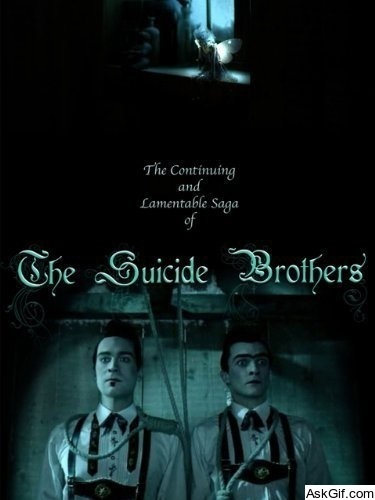 The Continuing
and
Lamentable Saga
of
The Suicide Brothers
AskGif.com